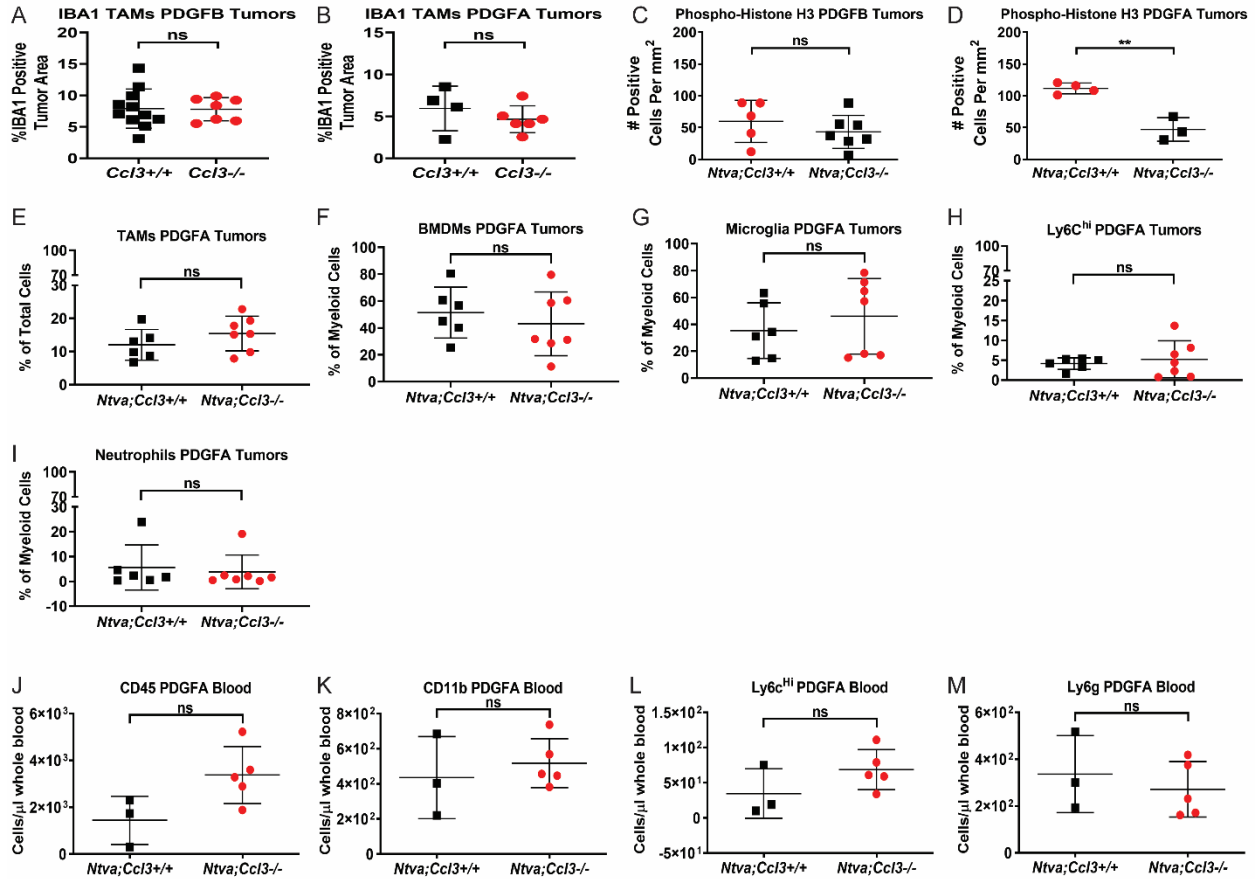 A
IBA1 TAMs PDGFB Tumors
ns
%IBA1 Positive
Tumor Area
20
15
10
5
0
Ccl3+/+
Ccl3-/-
B
IBA1 TAMs PDGFA Tumors
ns
%IBA1 Positive
Tumor Area
15
10
5
0
Ccl3+/+
Ccl3-/-
C
Phospho-Histone H3 PDGFB Tumors
ns
# Positive
Cells Per mm2
200
150
100
50
0
Ntva;Ccl3+/+
Ntva;Ccl3-/-
D
Phospho-Histone H3 PDGFA Tumors
**
# Positive
Cells Per mm2
200
150
100
50
0
Ntva;Ccl3+/+
Ntva;Ccl3-/-
E
TAMs PDGFA Tumors
ns
% of Total Cells
100
70
40
30
20
10
0
Ntva;Ccl3+/+
Ntva;Ccl3-/-
F
BMDMs PDGFA Tumors
ns
% of Myeloid Cells
100
80
60
40
20
0
Ntva;Ccl3+/+
Ntva;Ccl3-/-
G
Microglia PDGFA Tumors
ns
% of Myeloid Cells
100
80
60
40
20
0
Ntva;Ccl3+/+
Ntva;Ccl3-/-
H
Ly6Chi PDGFA Tumors
ns
% of Myeloid Cells
100
70
25
20
15
10
5
0
Ntva;Ccl3+/+
Ntva;Ccl3-/-
I
Neutrophils PDGFA Tumors
ns
% of Myeloid Cells
100
70
30
20
10
0
-10
Ntva;Ccl3+/+
Ntva;Ccl3-/-
J
CD45 PDGFA Blood
ns
Cells/µl whole blood
6×103
4×103
2×103
0
Ntva;Ccl3+/+
Ntva;Ccl3-/-
K
CD11b PDGFA Blood
ns
Cells/µl whole blood
8×102
6×102
4×102
2×102
0
Ntva;Ccl3+/+
Ntva;Ccl3-/-
L
Ly6cHi PDGFA Blood
ns
Cells/µl whole blood
1.5×102
1×102
5×101
0
-5×101
Ntva;Ccl3+/+
Ntva;Ccl3-/-
M
Ly6g PDGFA Blood
ns
Cells/µl whole blood
6×102
4×102
2×102
0
Ntva;Ccl3+/+
Ntva;Ccl3-/-